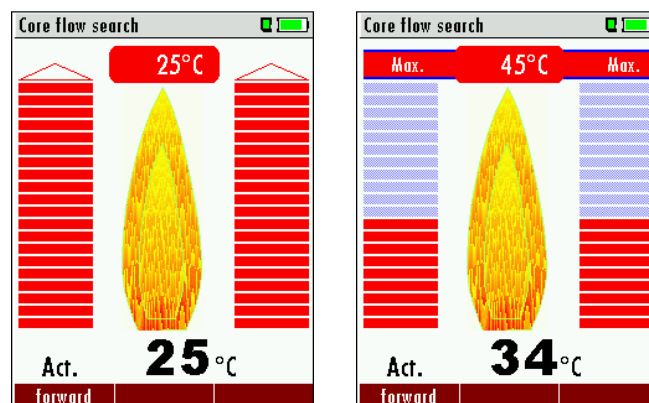 Core flow search
25°C
Act. 25°C
forward
Core flow search
Max. 45°C Max.
Act. 34°C
forward